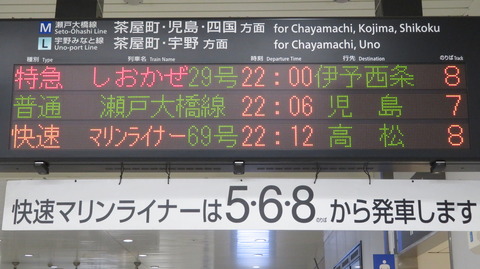 M 瀬戸大橋線 茶屋町・児島・四国 方面 for Chayamachi, Kojima, Shikoku
Seto-Ohashi Line
L 宇野みなと線 茶屋町・宇野 方面 for Chayamachi, Uno
Uno-port Line
種別 Type 列車名 Train Name 時刻 Departure Time 行先 Destination のりば Track
特急 しおかぜ29号 22:00 伊予西条 8
普通 瀬戸大橋線 22:06 児島 7
快速 マリンライナー69号 22:12 高松 8
快速マリンライナーは5・6・8のりばから発車します